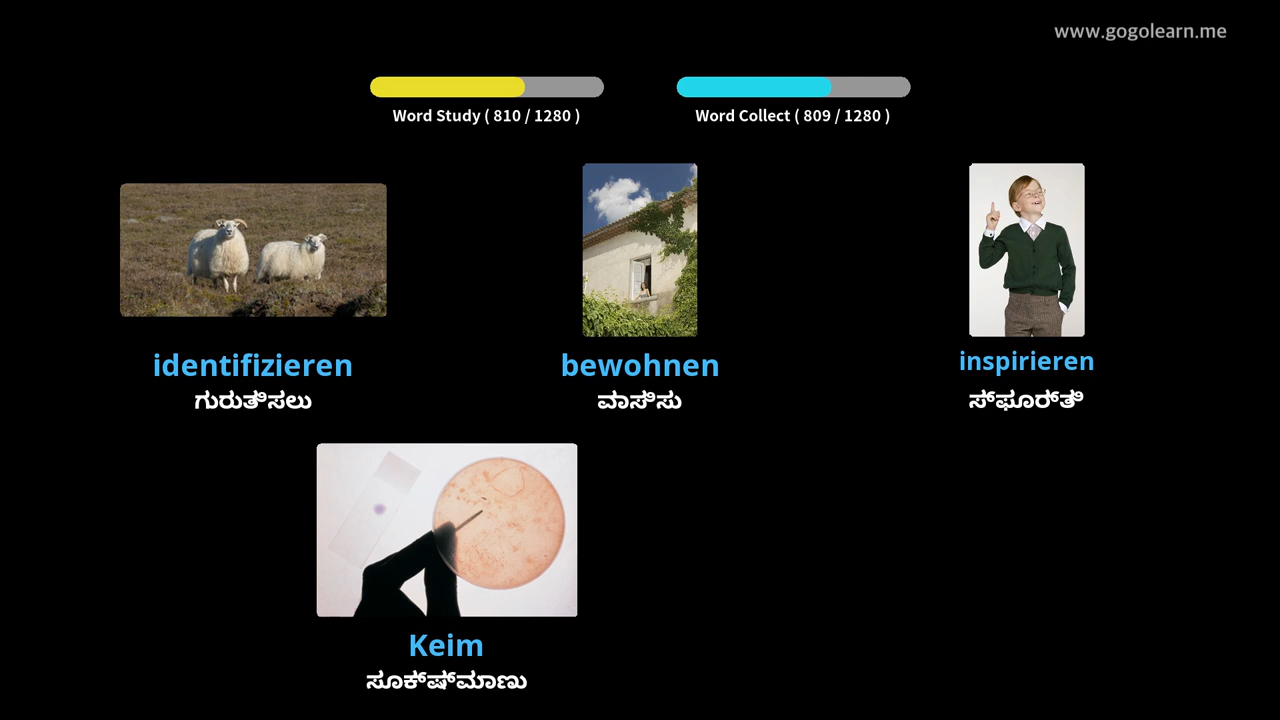 www.gogolearn.me
Word Study ( 810 / 1280 )
Word Collect ( 809 / 1280 )
identifizieren
ಗುರುತಿಸಲು
bewohnen
ವಾಸಿಸು
inspirieren
ಸ್ಫೂರ್ತಿ
Keim
ಸೂಕ್ಷ್ಮಾಣು